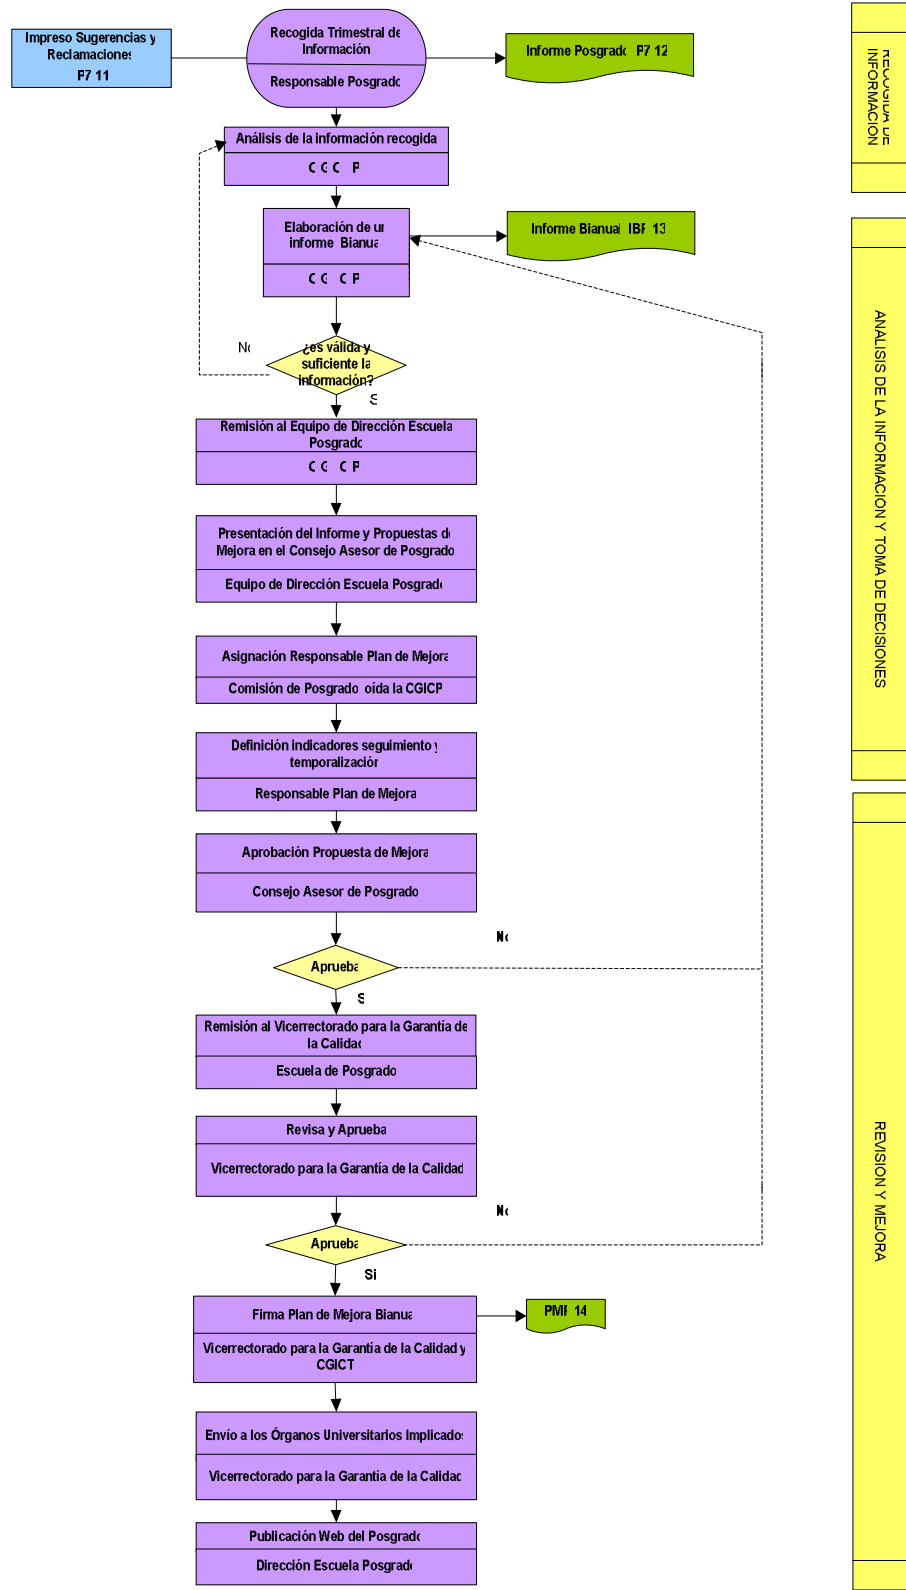 Impreso Sugerencias y
Reclamaciones
P7 11
Recogida Trimestral de
Información
Responsable Posgrado
Informe Posgrado P7 12
RECOGIDA DE
INFORMACION
Análisis de la información recogida
C G C P
Elaboración de un
informe Bianual
C G C P
Informe Bianual IBF 13
No
¿es válida y
suficiente la
información?
S
Remisión al Equipo de Dirección Escuela
Posgrado
C G C P
Presentación del Informe y Propuestas de
Mejora en el Consejo Asesor de Posgrado
Equipo de Dirección Escuela Posgrado
Asignación Responsable Plan de Mejora
Comisión de Posgrado oída la CGICP
Definición indicadores seguimiento y
temporalización
Responsable Plan de Mejora
ANALISIS DE LA INFORMACION Y TOMA DE DECISIONES
Aprobación Propuesta de Mejora
Consejo Asesor de Posgrado
No
Aprueba
S
Remisión al Vicerrectorado para la Garantía de
la Calidad
Escuela de Posgrado
Revisa y Aprueba
Vicerrectorado para la Garantía de la Calidad
No
Aprueba
Si
Firma Plan de Mejora Bianual
Vicerrectorado para la Garantía de la Calidad y
CGICT
PMF 14
Envío a los Órganos Universitarios Implicados
Vicerrectorado para la Garantía de la Calidad
Publicación Web del Posgrado
Dirección Escuela Posgrado
REVISION Y MEJORA